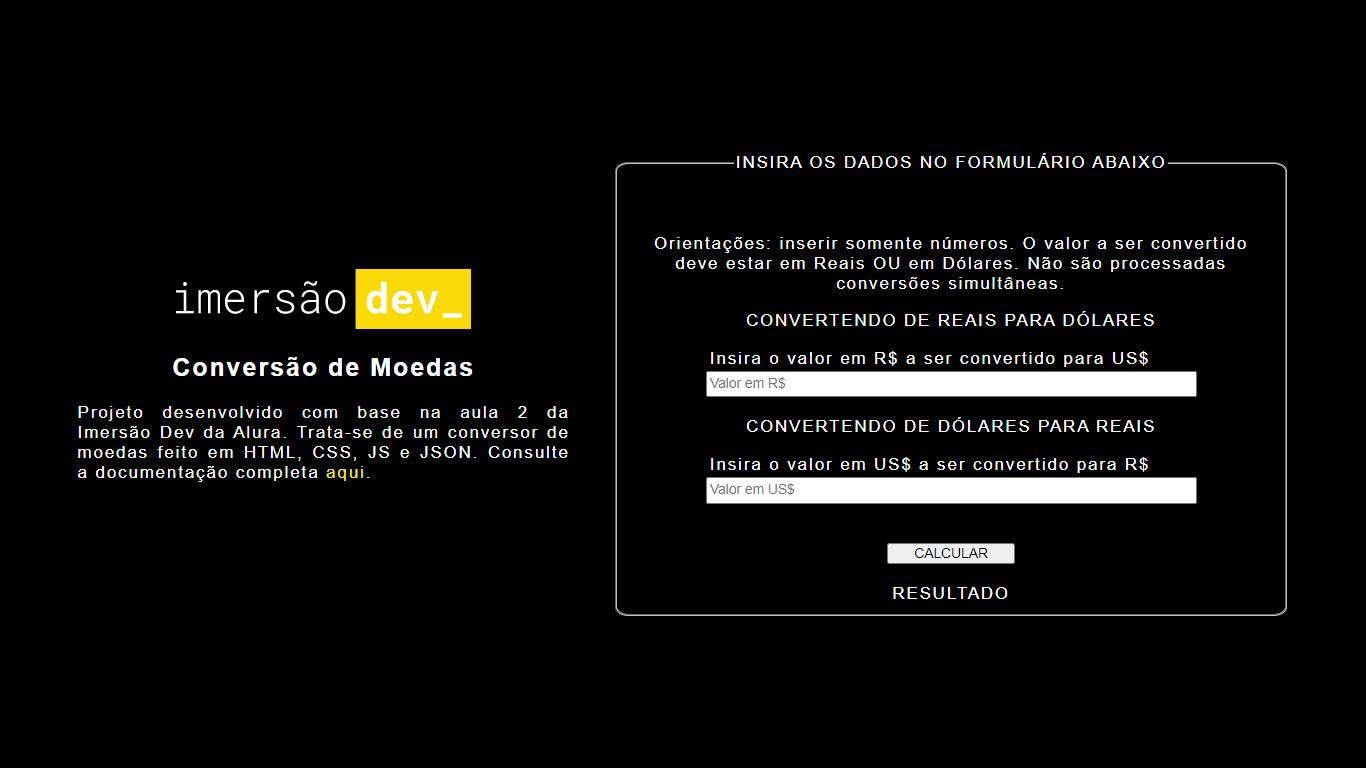 imersão dev_
Conversão de Moedas
Projeto desenvolvido com base na aula 2 da
Imersão Dev da Alura. Trata-se de um conversor de
moedas feito em HTML, CSS, JS e JSON. Consulte
a documentação completa aqui.
INSIRA OS DADOS NO FORMULÁRIO ABAIXO
Orientações: inserir somente números. O valor a ser convertido
deve estar em Reais OU em Dólares. Não são processadas
conversões simultâneas.
CONVERTENDO DE REAIS PARA DÓLARES
Insira o valor em R$ a ser convertido para US$
Valor em R$
CONVERTENDO DE DÓLARES PARA REAIS
Insira o valor em US$ a ser convertido para R$
Valor em US$
CALCULAR
RESULTADO